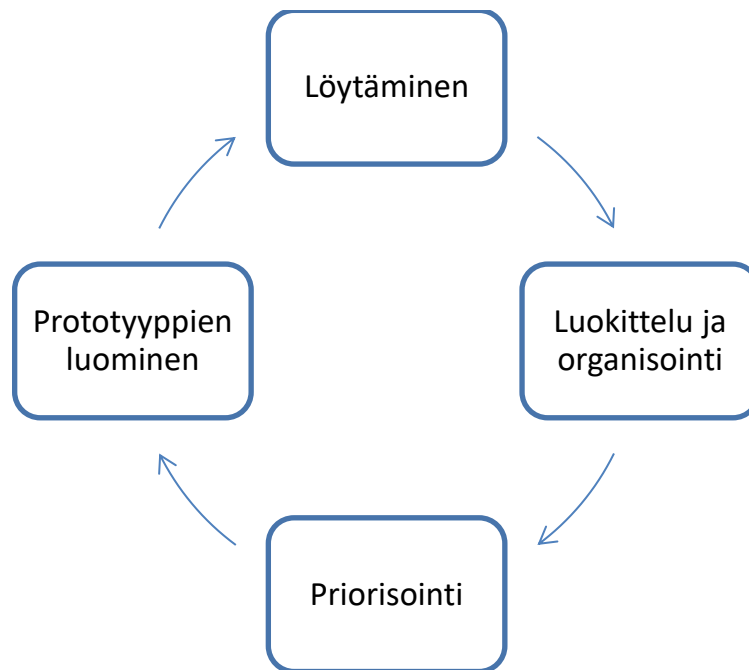 Löytäminen
Luokittelu ja
organisointi
Priorisointi
Prototyyppien
luominen